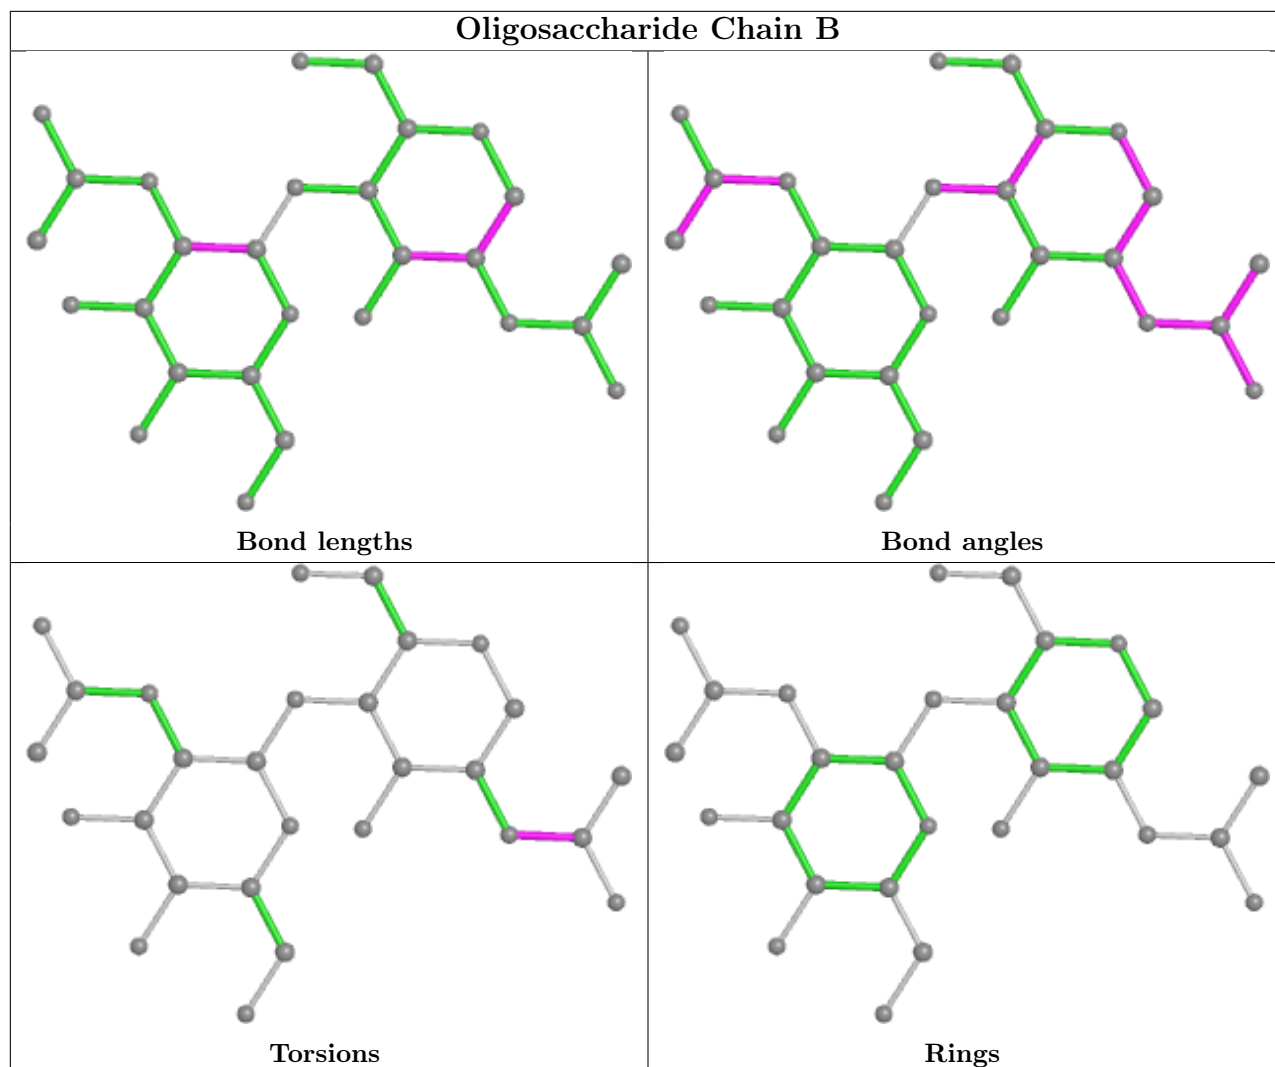 Oligosaccharide Chain B
Bond lengths
Bond angles
Torsions
Rings